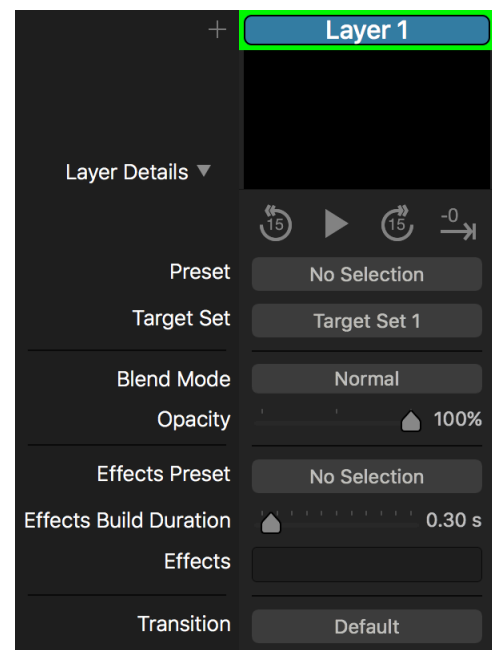 + Layer 1
Layer Details ▼
15 15 -0
Preset No Selection
Target Set Target Set 1
Blend Mode Normal
Opacity 100%
Effects Preset No Selection
Effects Build Duration 0.30 s
Effects
Transition Default